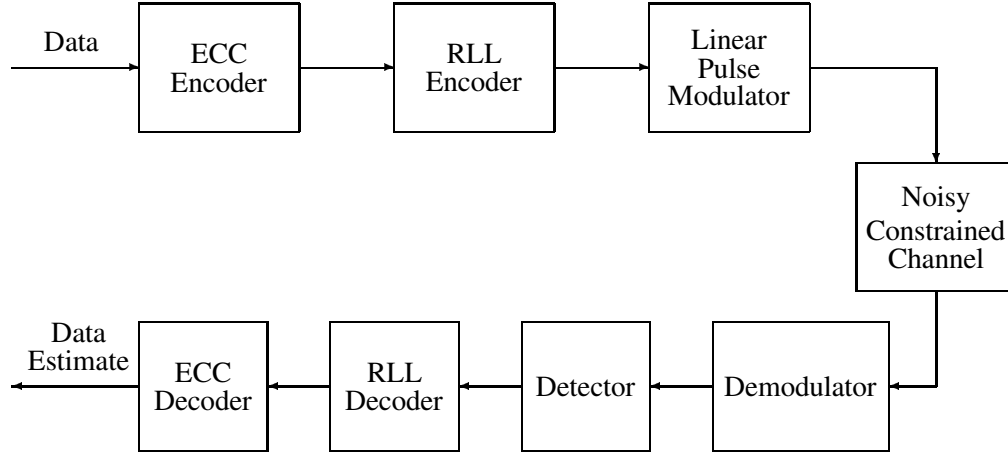 Data
ECC
Encoder
RLL
Encoder
Linear
Pulse
Modulator
Noisy
Constrained
Channel
Data
Estimate
ECC
Decoder
RLL
Decoder
Detector
Demodulator